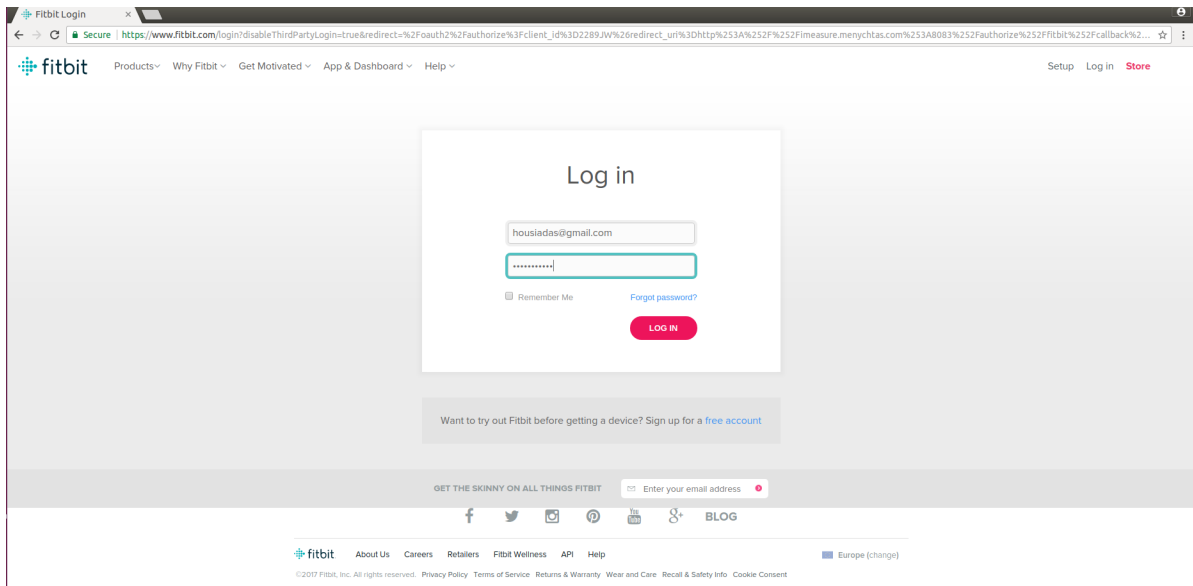 Fitbit Login
Secure | https://www.fitbit.com/login?disableThirdPartyLogin=true&redirect=%2Foauth2%2Fauthorize%3Fclient_id%3D2289JW%26redirect_uri%3Dhttp%253A%252F%252Fimeasure.menychtas.com%253A8083%252Fauthorize%252Ffitbit%252Fcallback%2...
fitbit Products Why Fitbit Get Motivated App & Dashboard Help Setup Log in Store
Log in
housiadas@gmail.com
•••••••••••
Remember Me Forgot password?
LOG IN
Want to try out Fitbit before getting a device? Sign up for a free account
GET THE SKINNY ON ALL THINGS FITBIT Enter your email address
BLOG
fitbit About Us Careers Retailers Fitbit Wellness API Help Europe (change)
©2017 Fitbit, Inc. All rights reserved. Privacy Policy Terms of Service Returns & Warranty Wear and Care Recall & Safety Info Cookie Consent